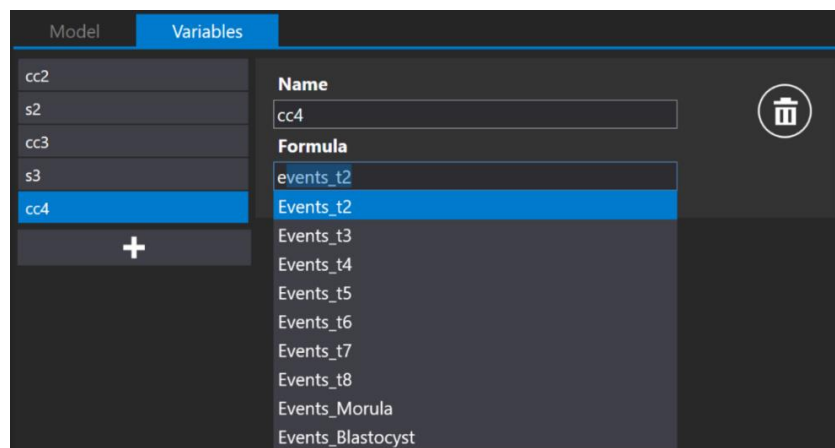 Model Variables
cc2
s2
cc3
s3
cc4
Name
cc4
Formula
events_t2
Events_t2
Events_t3
Events_t4
Events_t5
Events_t6
Events_t7
Events_t8
Events_Morula
Events_Blastocyst